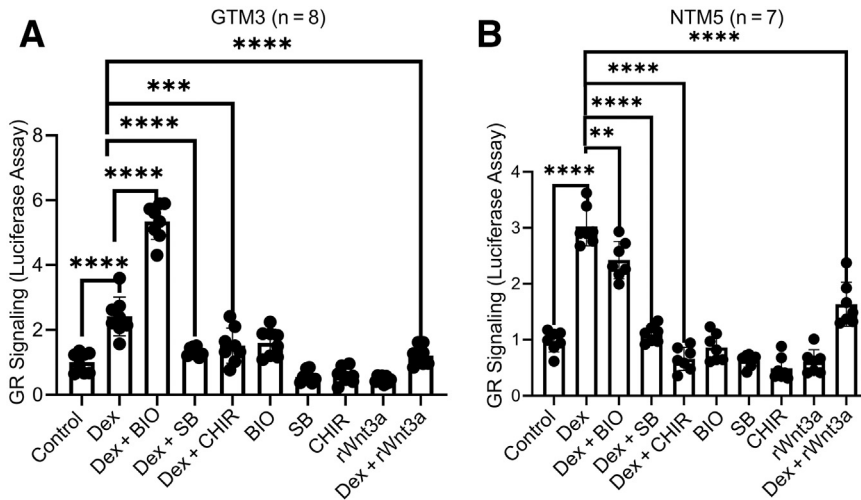 A
GTM3 (n = 8)
****
***
****
****
****
GR Signaling (Luciferase Assay)
8
6
4
2
0
Control
Dex
Dex + BIO
Dex + SB
Dex + CHIR
BIO
SB
CHIR
rWnt3a
Dex + rWnt3a
B
NTM5 (n = 7)
****
****
****
**
****
GR Signaling (Luciferase Assay)
4
3
2
1
0
Control
Dex
Dex + BIO
Dex + SB
Dex + CHIR
BIO
SB
CHIR
rWnt3a
Dex + rWnt3a